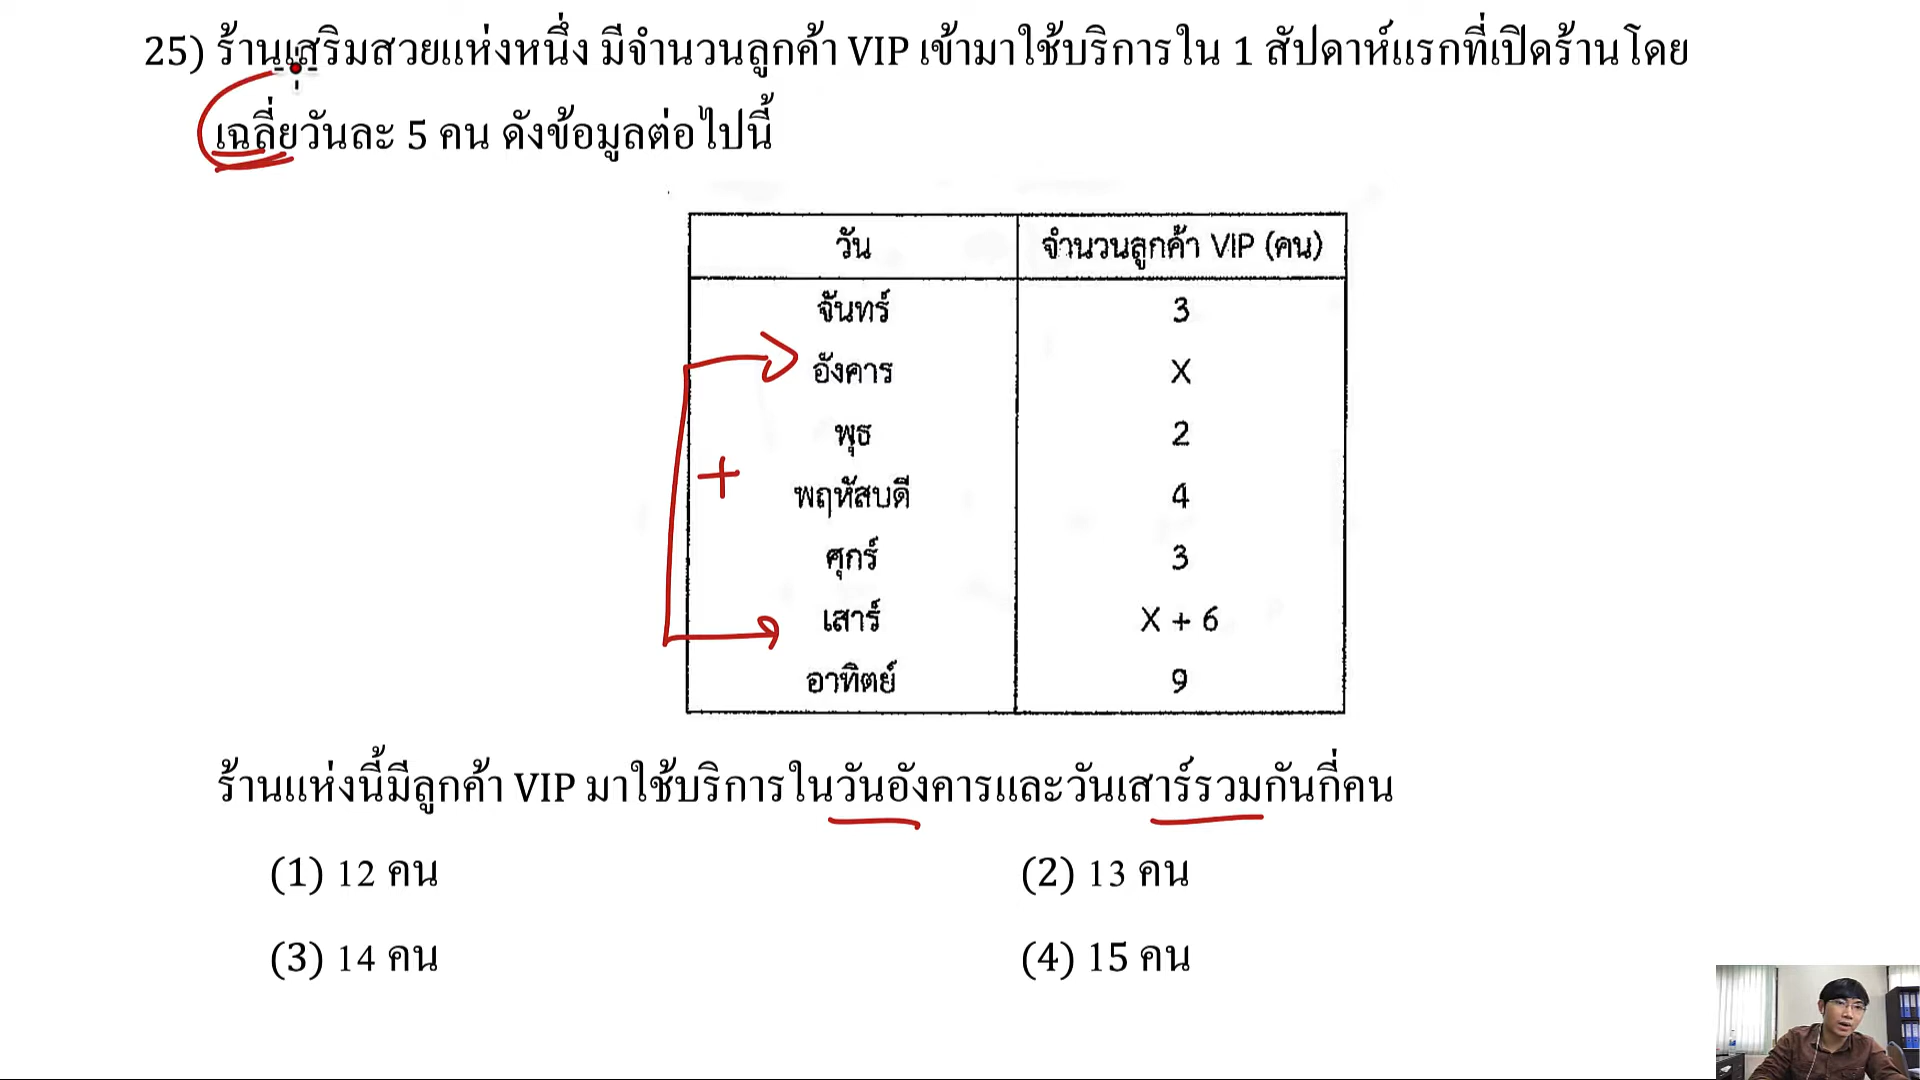 25) ร้านเสริมสวยแห่งหนึ่ง มีจำนวนลูกค้า VIP เข้ามาใช้บริการใน 1 สัปดาห์แรกที่เปิดร้านโดย
เฉลี่ยวันละ 5 คน ดังข้อมูลต่อไปนี้
วัน จำนวนลูกค้า VIP (คน)
จันทร์ 3
อังคาร X
พุธ 2
พฤหัสบดี 4
ศุกร์ 3
เสาร์ X + 6
อาทิตย์ 9
+
ร้านแห่งนี้มีลูกค้า VIP มาใช้บริการในวันอังคารและวันเสาร์รวมกันกี่คน
(1) 12 คน (2) 13 คน
(3) 14 คน (4) 15 คน